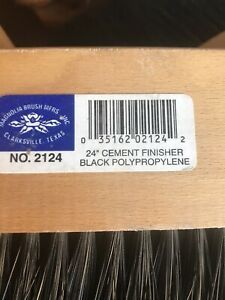 MAGNOLIA BRUSH MFRS. INC
CLARKSVILLE, TEXAS
NO. 2124
0 35162 02124 2
24" CEMENT FINISHER
BLACK POLYPROPYLENE